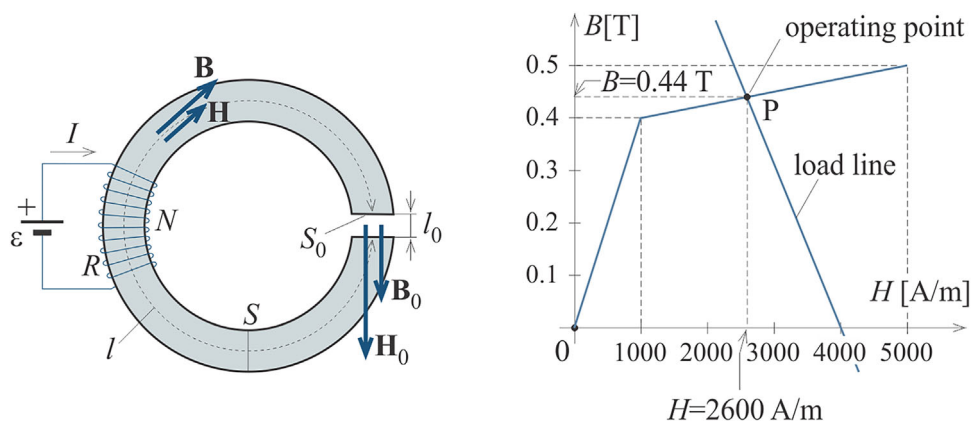 B
H
I
+
ε
N
R
S₀
l₀
B₀
H₀
S
l
B[T]
operating point
0.5
B=0.44 T
0.4
P
0.3
load line
0.2
0.1
H [A/m]
0 1000 2000 3000 4000 5000
H=2600 A/m